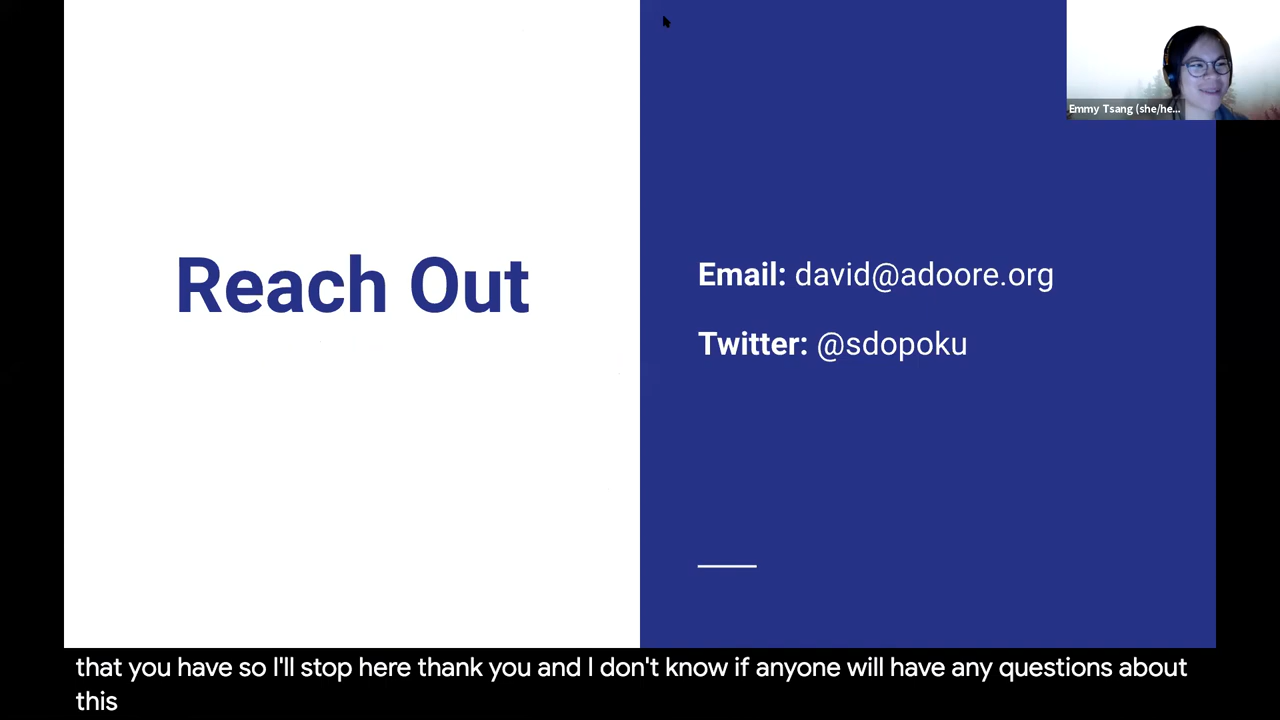 Emmy Tsang (she/he...
Reach Out
Email: david@adoore.org
Twitter: @sdopoku
that you have so I'll stop here thank you and I don't know if anyone will have any questions about
this